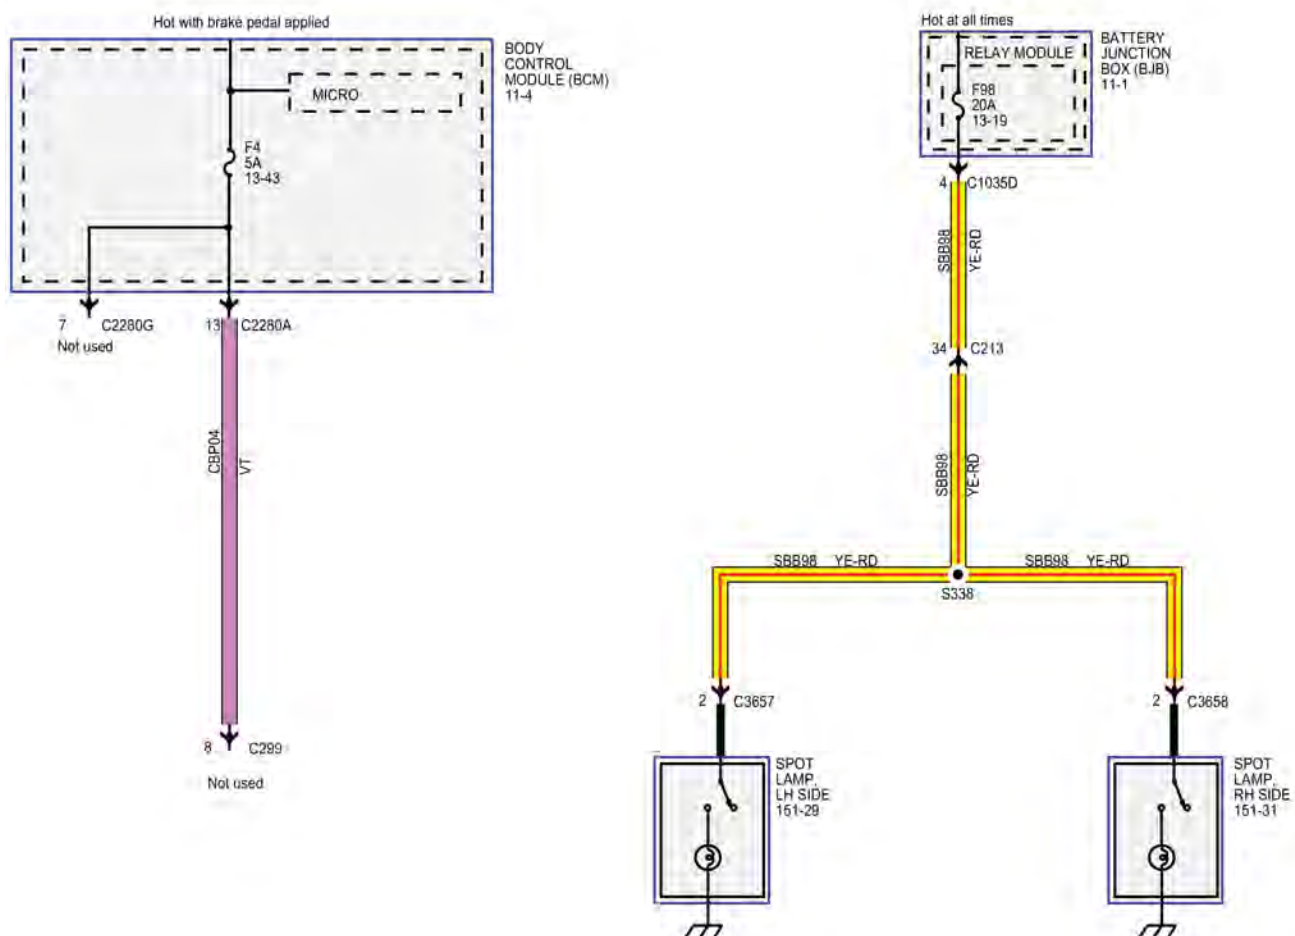 Hot with brake pedal applied
BODY
CONTROL
MODULE (BCM)
11-4
MICRO
F4
5A
13-43
7
C2280G
Not used
13
C2280A
CBP04
VT
8
C299
Not used
Hot at all times
BATTERY
JUNCTION
BOX (BJB)
11-1
RELAY MODULE
F98
20A
13-19
4
C1035D
SBB98
YE-RD
34
C213
SBB98
YE-RD
SBB98 YE-RD
SBB98 YE-RD
S338
2
C3657
SPOT
LAMP,
LH SIDE
151-29
2
C3658
SPOT
LAMP,
RH SIDE
151-31